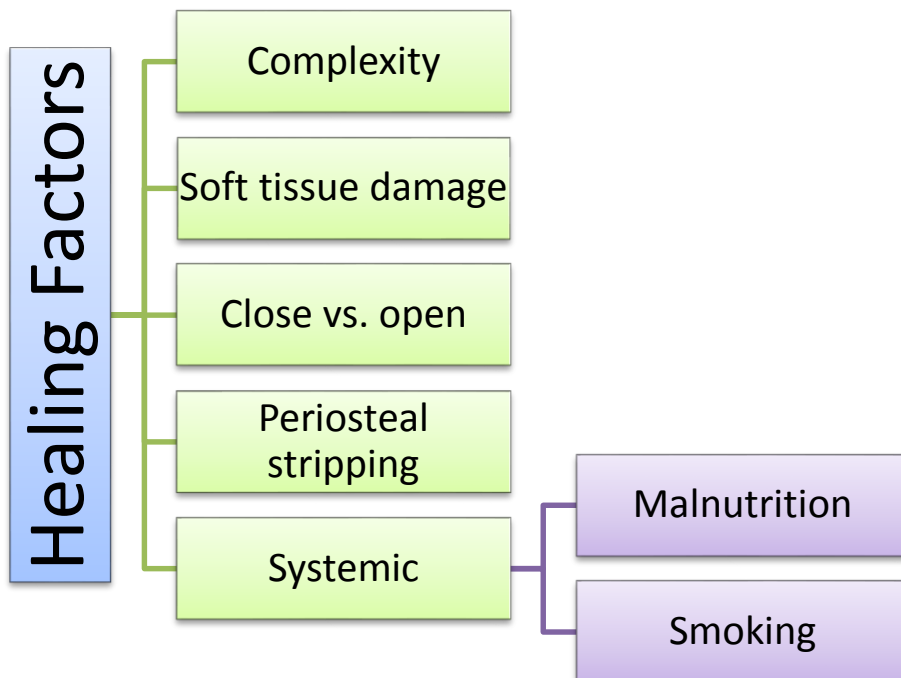 Healing Factors
Complexity
Soft tissue damage
Close vs. open
Periosteal
stripping
Systemic
Malnutrition
Smoking